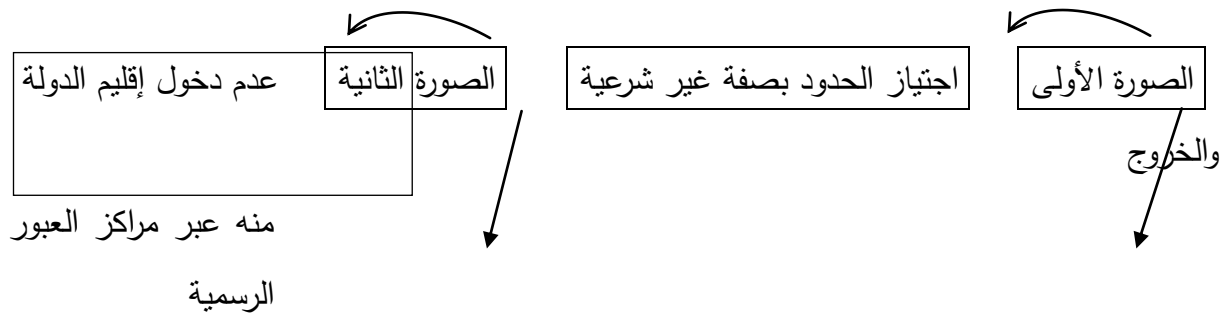 الصورة الأولى اجتياز الحدود بصفة غير شرعية الصورة الثانية عدم دخول إقليم الدولة
والخروج
منه عبر مراكز العبور
الرسمية